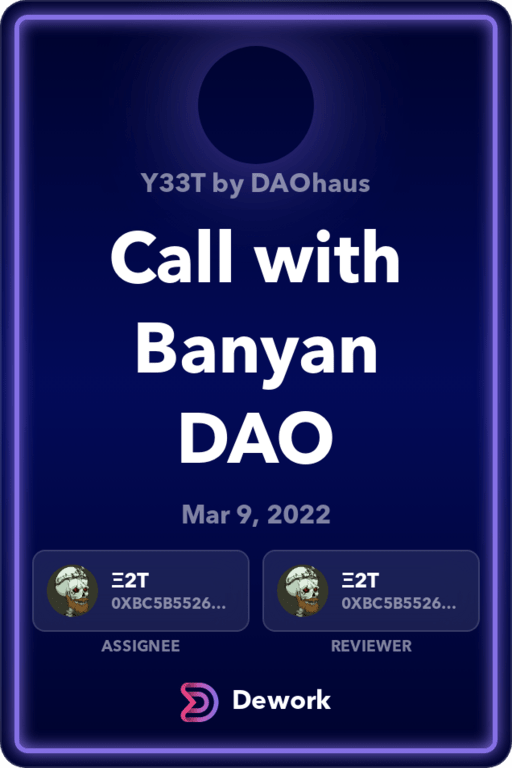 Y33T by DAOhaus
Call with
Banyan
DAO
Mar 9, 2022
Ξ2T
0XBC5B5526...
Ξ2T
0XBC5B5526...
ASSIGNEE
REVIEWER
Dework